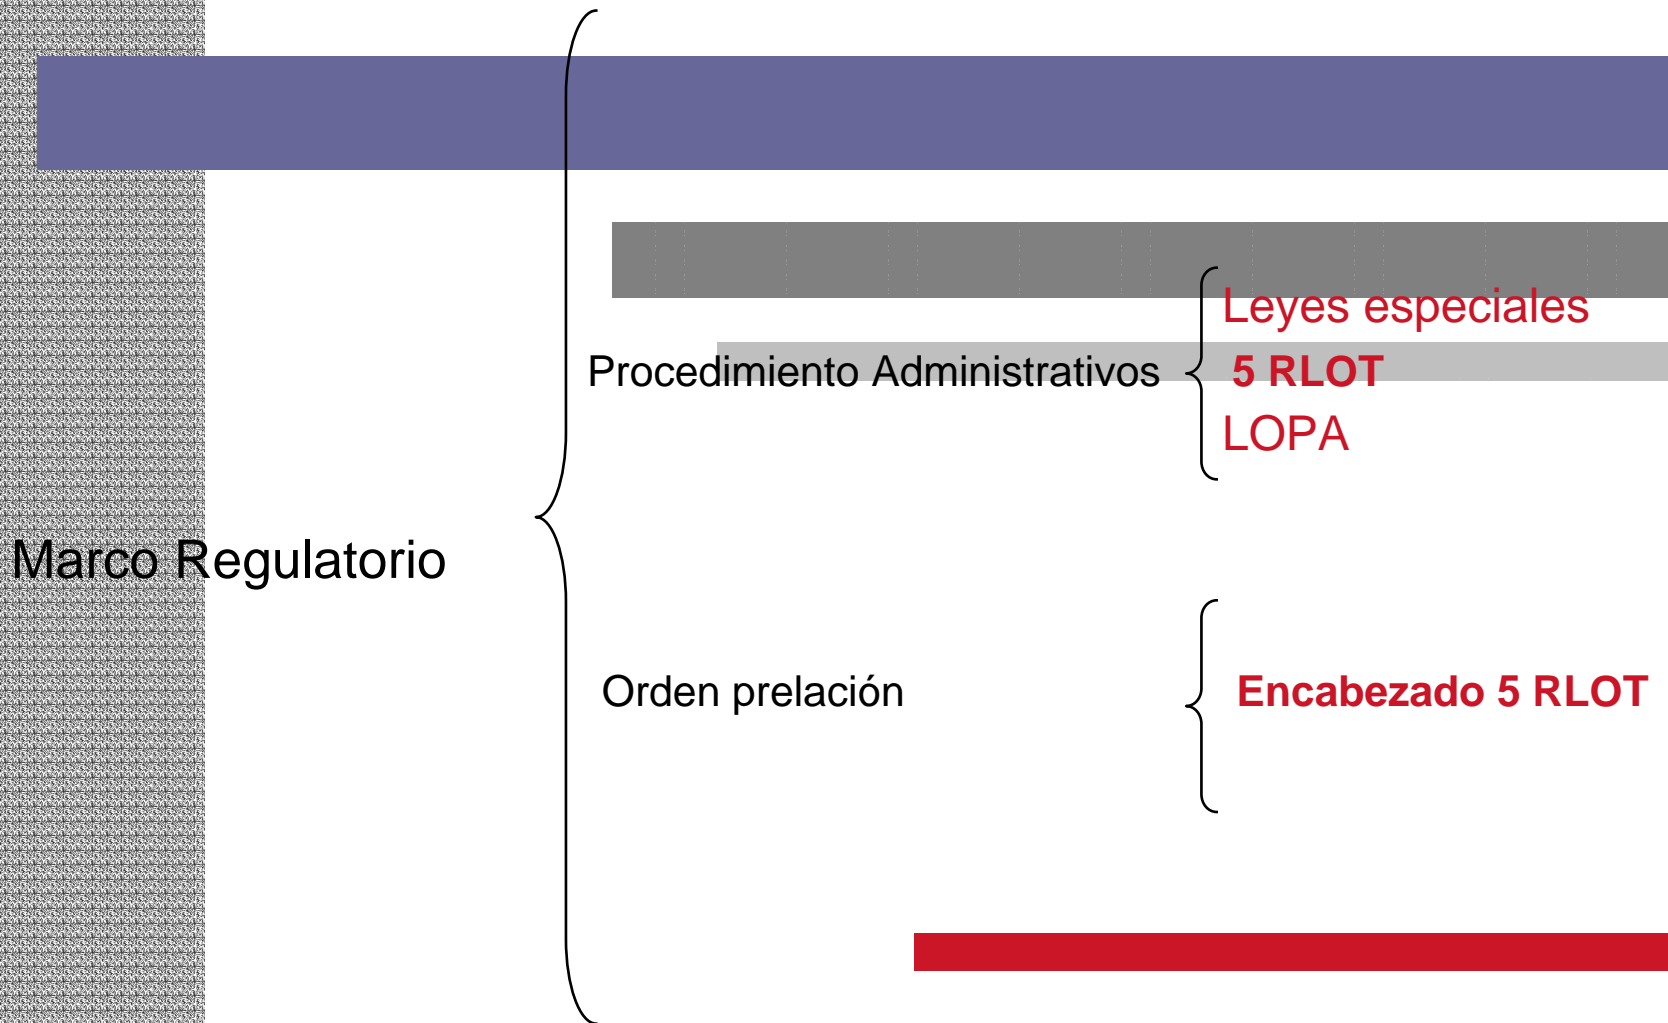 Leyes especiales
Procedimiento Administrativos
5 RLOT
LOPA
Marco Regulatorio
Orden prelación
Encabezado 5 RLOT